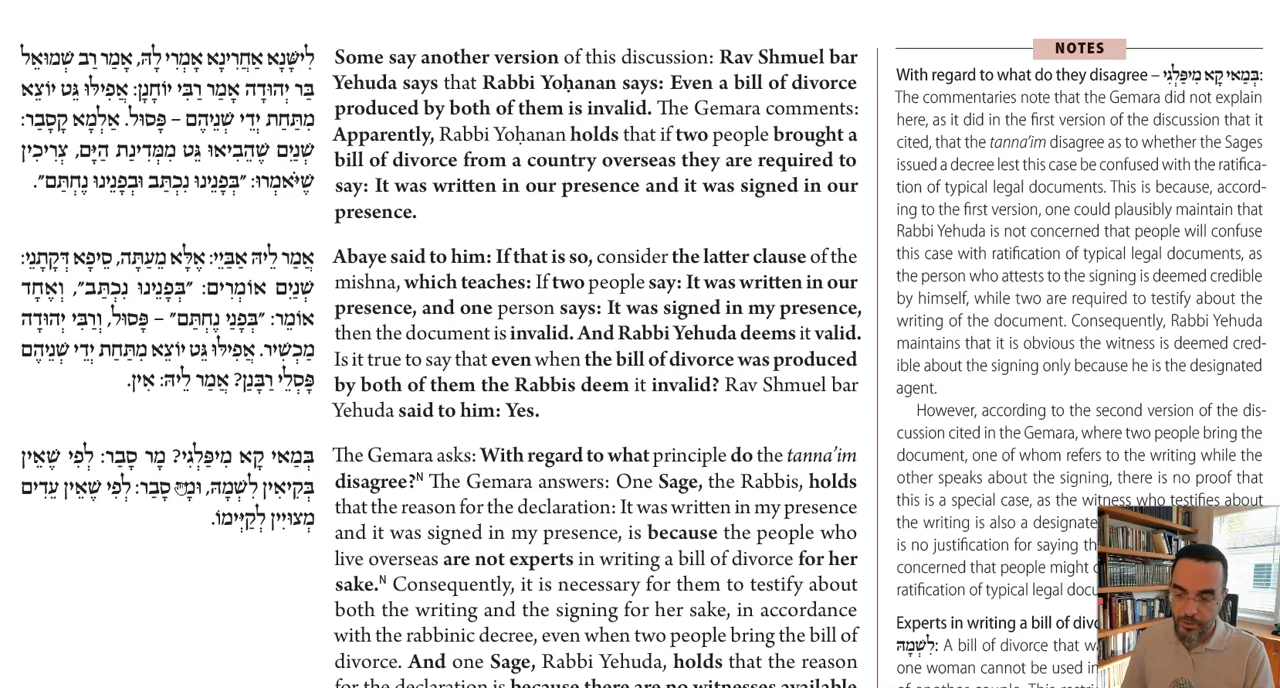 לִישָּׁנָא אַחֲרִינָא אָמְרִי לָהּ, אָמַר רַב שְׁמוּאֵל
בַּר יְהוּדָה אָמַר רַבִּי יוֹחָנָן: אֲפִילּוּ גֵּט יוֹצֵא
מִתַּחַת יְדֵי שְׁנֵיהֶם – פָּסוּל. אַלְמָא קָסָבַר:
שְׁנַיִם שֶׁהֵבִיאוּ גֵּט מִמְּדִינַת הַיָּם, צְרִיכִין
שֶׁיֹּאמְרוּ: ״בְּפָנֵינוּ נִכְתַּב וּבְפָנֵינוּ נֶחְתַּם״.
אֲמַר לֵיהּ אַבַּיֵי: אֶלָּא מֵעַתָּה, סֵיפָא דְּקָתָנֵי:
שְׁנַיִם אוֹמְרִים: ״בְּפָנֵינוּ נִכְתַּב״, וְאֶחָד
אוֹמֵר: ״בְּפָנַי נֶחְתַּם״ – פָּסוּל, וְרַבִּי יְהוּדָה
מַכְשִׁיר. אֲפִילּוּ גֵּט יוֹצֵא מִתַּחַת יְדֵי שְׁנֵיהֶם
פָּסְלִי רַבָּנַן? אֲמַר לֵיהּ: אִין.
בְּמַאי קָא מִיפַּלְגִי? מָר סָבַר: לְפִי שֶׁאֵין
בְּקִיאִין לִשְׁמָהּ, סָבַר: לְפִי שֶׁאֵין עֵדִים
מְצוּיִין לְקַיְּימוֹ.
Some say another version of this discussion: Rav Shmuel bar
Yehuda says that Rabbi Yoḥanan says: Even a bill of divorce
produced by both of them is invalid. The Gemara comments:
Apparently, Rabbi Yoḥanan holds that if two people brought a
bill of divorce from a country overseas they are required to
say: It was written in our presence and it was signed in our
presence.
Abaye said to him: If that is so, consider the latter clause of the
mishna, which teaches: If two people say: It was written in our
presence, and one person says: It was signed in my presence,
then the document is invalid. And Rabbi Yehuda deems it valid.
Is it true to say that even when the bill of divorce was produced
by both of them the Rabbis deem it invalid? Rav Shmuel bar
Yehuda said to him: Yes.
The Gemara asks: With regard to what principle do the tanna'im
disagree?ᴺ The Gemara answers: One Sage, the Rabbis, holds
that the reason for the declaration: It was written in my presence
and it was signed in my presence, is because the people who
live overseas are not experts in writing a bill of divorce for her
sake.ᴺ Consequently, it is necessary for them to testify about
both the writing and the signing for her sake, in accordance
with the rabbinic decree, even when two people bring the bill of
divorce. And one Sage, Rabbi Yehuda, holds that the reason
for the declaration is because there are no witnesses available
NOTES
With regard to what do they disagree – בְּמַאי קָא מִיפַּלְגִי:
The commentaries note that the Gemara did not explain
here, as it did in the first version of the discussion that it
cited, that the tanna'im disagree as to whether the Sages
issued a decree lest this case be confused with the ratifica-
tion of typical legal documents. This is because, accord-
ing to the first version, one could plausibly maintain that
Rabbi Yehuda is not concerned that people will confuse
this case with ratification of typical legal documents, as
the person who attests to the signing is deemed credible
by himself, while two are required to testify about the
writing of the document. Consequently, Rabbi Yehuda
maintains that it is obvious the witness is deemed cred-
ible about the signing only because he is the designated
agent.
However, according to the second version of the dis-
cussion cited in the Gemara, where two people bring the
document, one of whom refers to the writing while the
other speaks about the signing, there is no proof that
this is a special case, as the witness who testifies about
the writing is also a designate
is no justification for saying th
concerned that people might
ratification of typical legal docu
Experts in writing a bill of divo
לִשְׁמָהּ: A bill of divorce that w
one woman cannot be used in